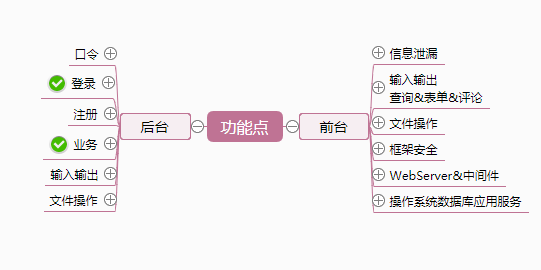 口令
登录
注册
业务
输入输出
文件操作
后台
功能点
前台
信息泄漏
输入输出
查询&表单&评论
文件操作
框架安全
WebServer&中间件
操作系统数据库应用服务